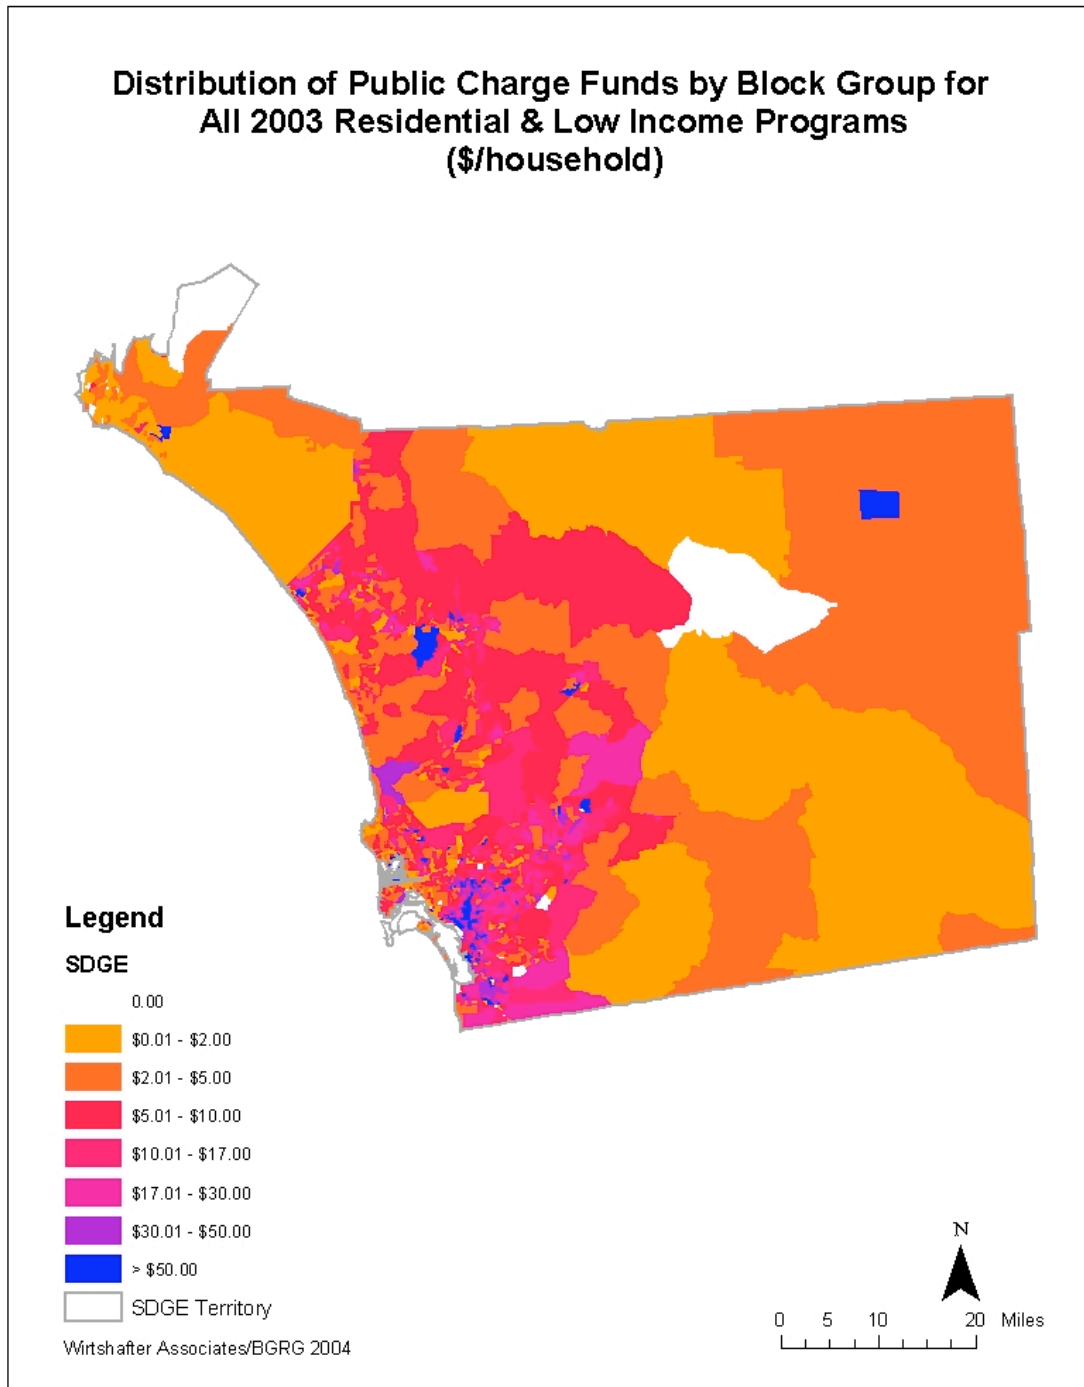 Distribution of Public Charge Funds by Block Group for
All 2003 Residential & Low Income Programs
($/household)
Legend
SDGE
0.00
$0.01 - $2.00
$2.01 - $5.00
$5.01 - $10.00
$10.01 - $17.00
$17.01 - $30.00
$30.01 - $50.00
> $50.00
SDGE Territory
Wirtshafter Associates/BGRG 2004
N
0 5 10 20 Miles